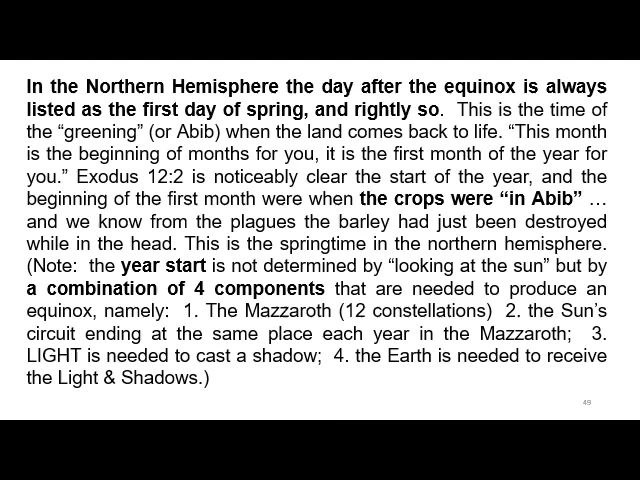 In the Northern Hemisphere the day after the equinox is always
listed as the first day of spring, and rightly so.  This is the time of
the “greening” (or Abib) when the land comes back to life. “This month
is the beginning of months for you, it is the first month of the year for
you.” Exodus 12:2 is noticeably clear the start of the year, and the
beginning of the first month were when the crops were “in Abib” …
and we know from the plagues the barley had just been destroyed
while in the head. This is the springtime in the northern hemisphere.
(Note:  the year start is not determined by “looking at the sun” but by
a combination of 4 components that are needed to produce an
equinox, namely:  1. The Mazzaroth (12 constellations)  2. the Sun’s
circuit ending at the same place each year in the Mazzaroth;  3.
LIGHT is needed to cast a shadow;  4. the Earth is needed to receive
the Light & Shadows.)
49